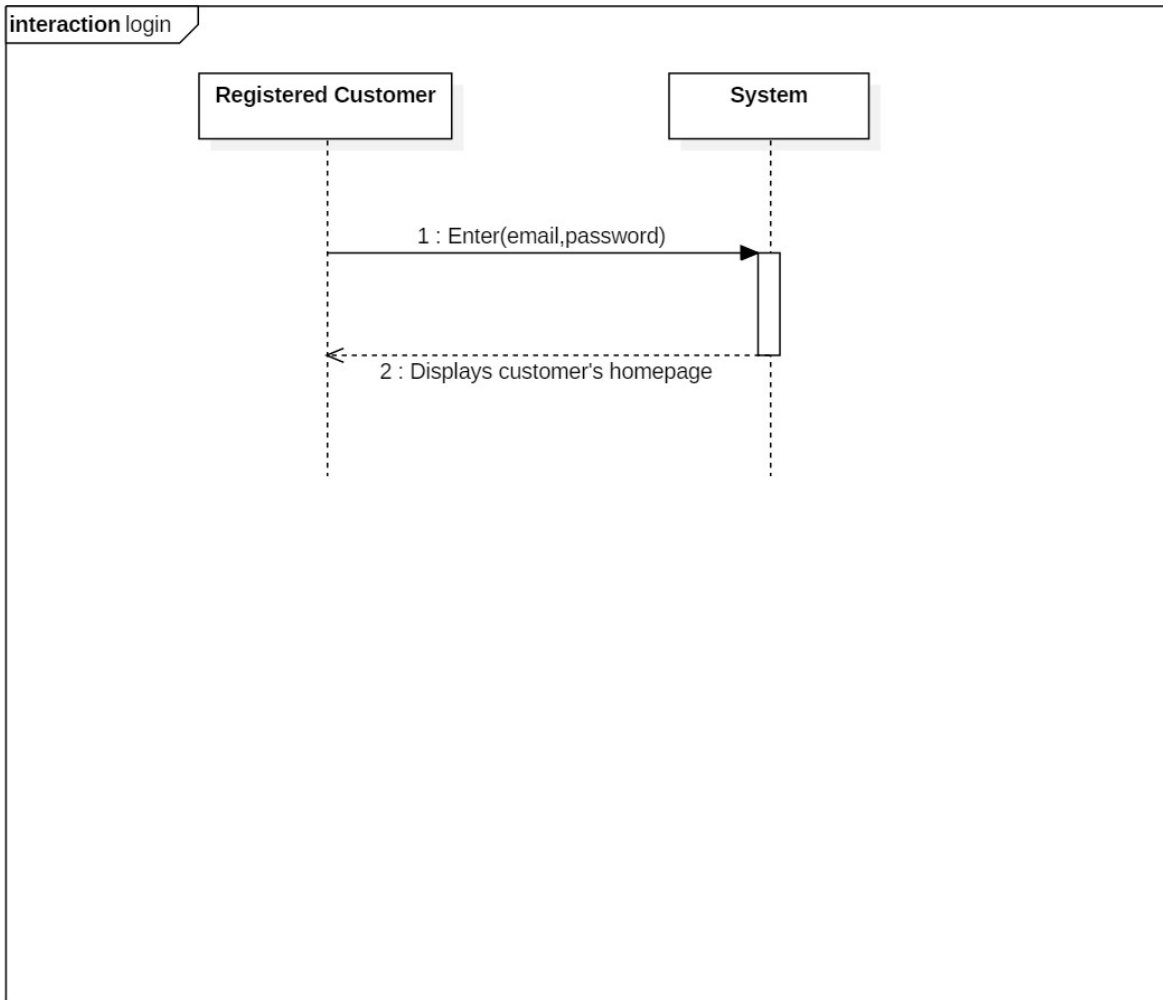 interaction login
Registered Customer
System
1 : Enter(email,password)
2 : Displays customer's homepage